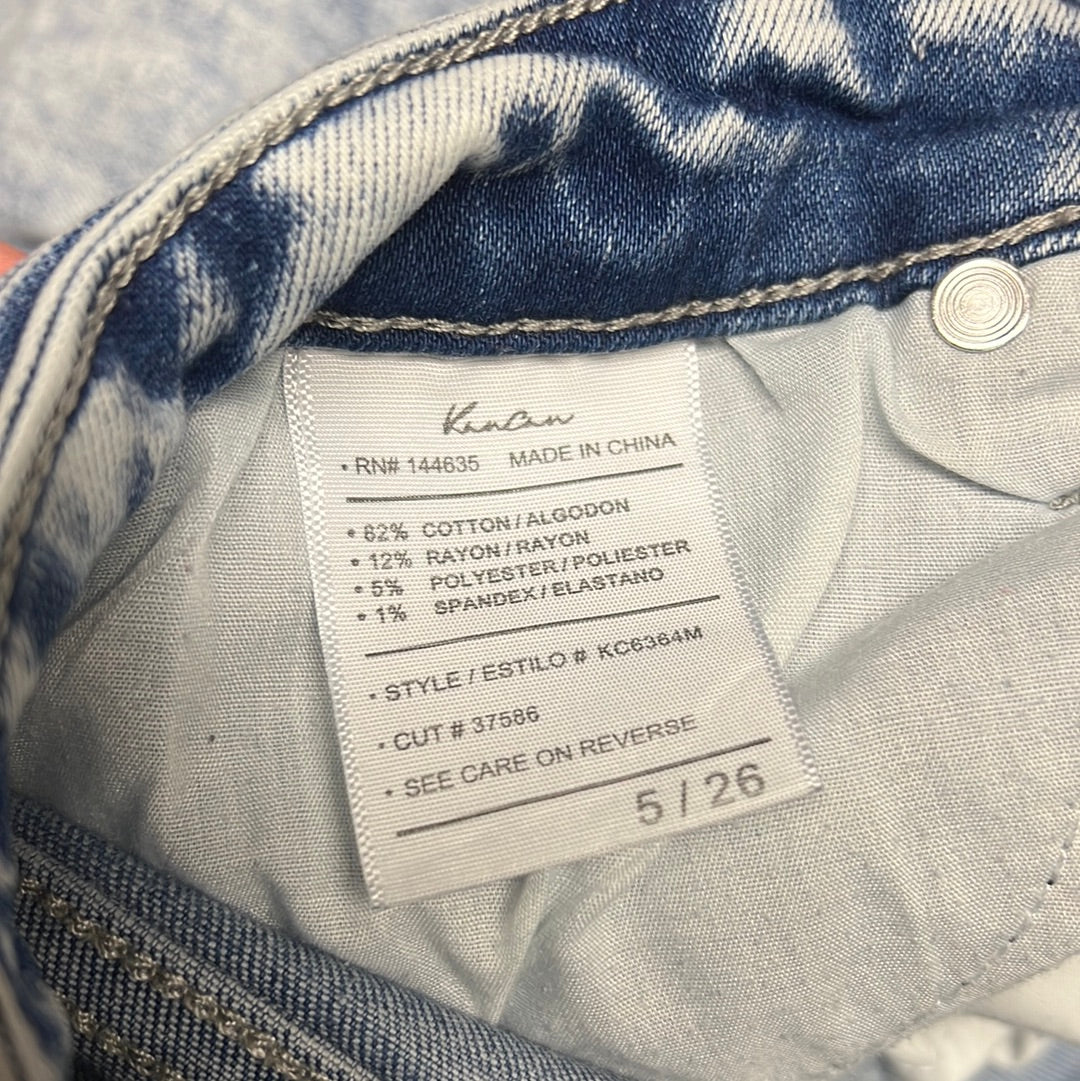 KanCan
• RN# 144635 MADE IN CHINA
• 82% COTTON / ALGODON
• 12% RAYON / RAYON
• 5% POLYESTER / POLIESTER
• 1% SPANDEX / ELASTANO
• STYLE / ESTILO # KC6364M
• CUT # 37586
• SEE CARE ON REVERSE
5 / 26